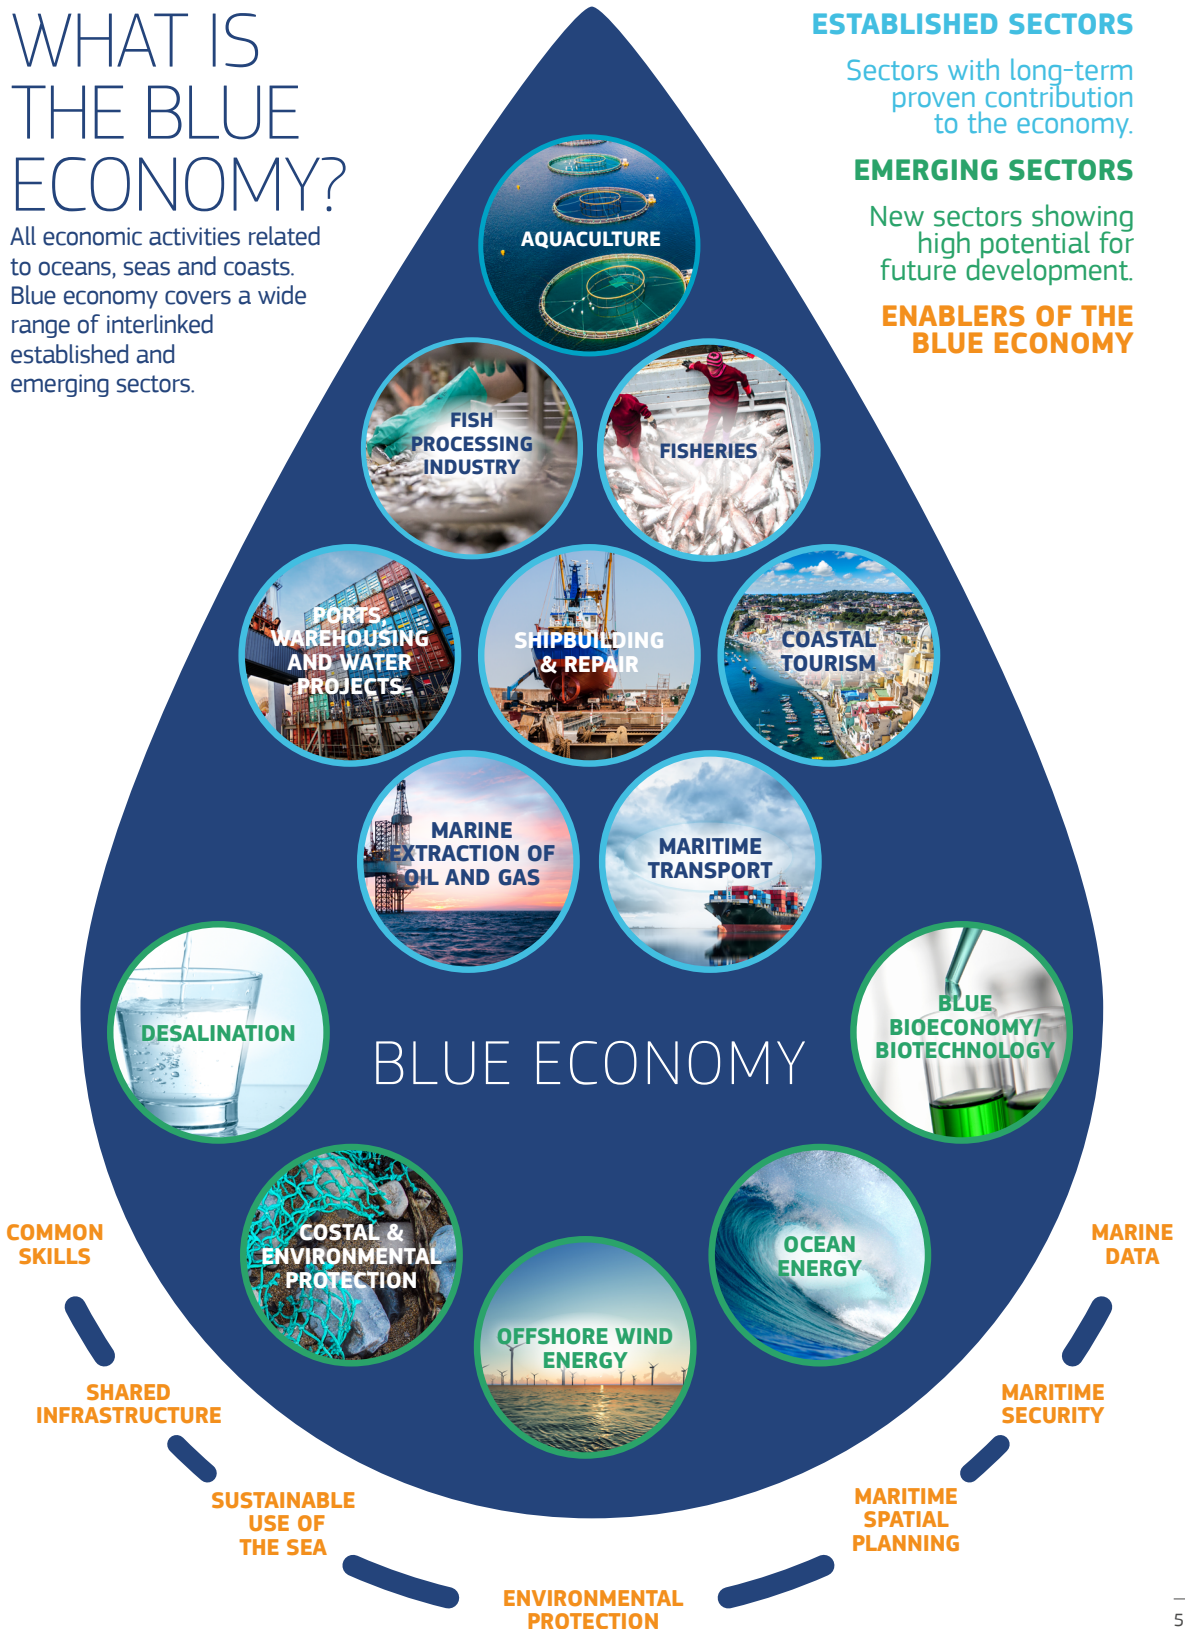 WHAT IS
THE BLUE
ECONOMY?
All economic activities related
to oceans, seas and coasts.
Blue economy covers a wide
range of interlinked
established and
emerging sectors.
ESTABLISHED SECTORS
Sectors with long-term
proven contribution
to the economy.
EMERGING SECTORS
New sectors showing
high potential for
future development.
ENABLERS OF THE
BLUE ECONOMY
AQUACULTURE
FISH
PROCESSING
INDUSTRY
FISHERIES
PORTS,
WAREHOUSING
AND WATER
PROJECTS
SHIPBUILDING
& REPAIR
COASTAL
TOURISM
MARINE
EXTRACTION OF
OIL AND GAS
MARITIME
TRANSPORT
DESALINATION
BLUE ECONOMY
BLUE
BIOECONOMY/
BIOTECHNOLOGY
COSTAL &
ENVIRONMENTAL
PROTECTION
OFFSHORE WIND
ENERGY
OCEAN
ENERGY
COMMON
SKILLS
SHARED
INFRASTRUCTURE
SUSTAINABLE
USE OF
THE SEA
ENVIRONMENTAL
PROTECTION
MARITIME
SPATIAL
PLANNING
MARITIME
SECURITY
MARINE
DATA
5